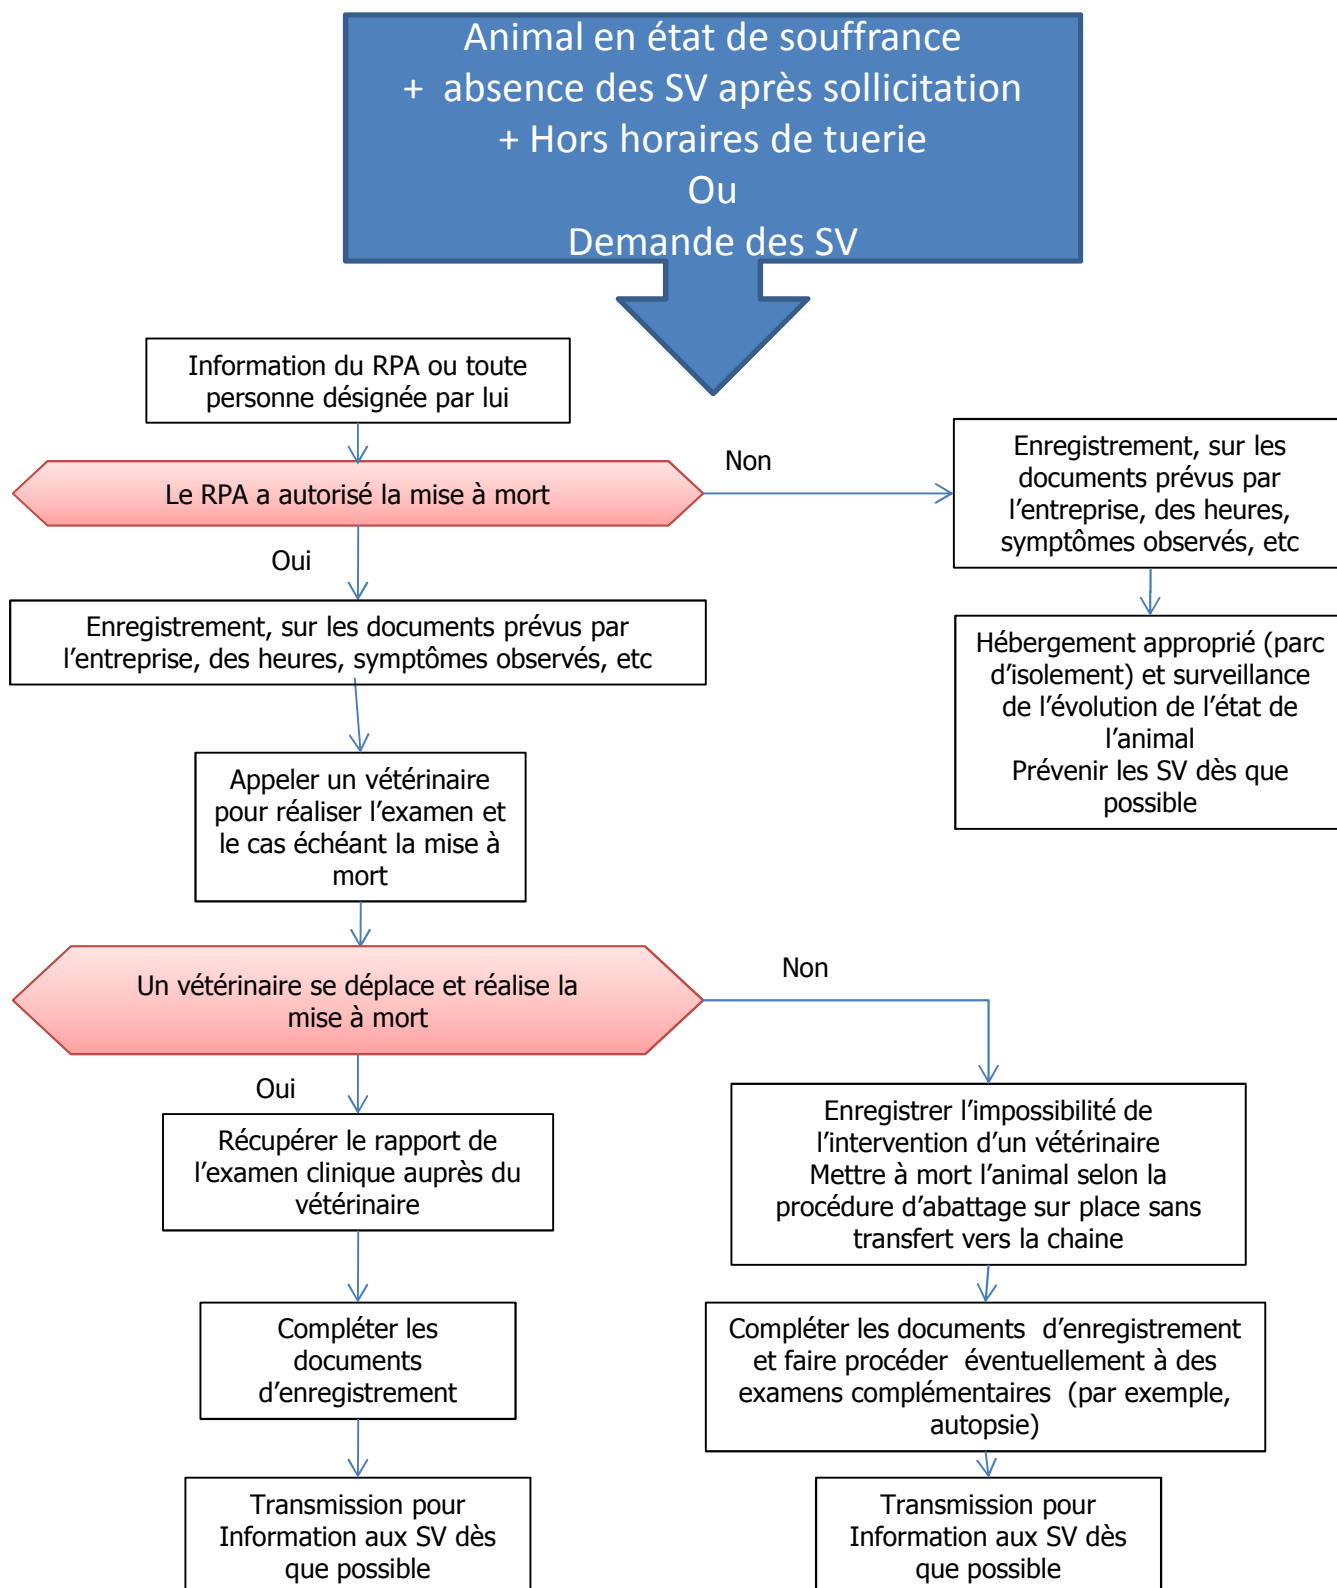 Animal en état de souffrance
+ absence des SV après sollicitation
+ Hors horaires de tuerie
Ou
Demande des SV
Information du RPA ou toute
personne désignée par lui
Le RPA a autorisé la mise à mort
Non
Enregistrement, sur les
documents prévus par
l'entreprise, des heures,
symptômes observés, etc
Oui
Enregistrement, sur les documents prévus par
l'entreprise, des heures, symptômes observés, etc
Hébergement approprié (parc
d'isolement) et surveillance
de l'évolution de l'état de
l'animal
Prévenir les SV dès que
possible
Appeler un vétérinaire
pour réaliser l'examen et
le cas échéant la mise à
mort
Un vétérinaire se déplace et réalise la
mise à mort
Non
Oui
Récupérer le rapport de
l'examen clinique auprès du
vétérinaire
Enregistrer l'impossibilité de
l'intervention d'un vétérinaire
Mettre à mort l'animal selon la
procédure d'abattage sur place sans
transfert vers la chaine
Compléter les
documents
d'enregistrement
Compléter les documents d'enregistrement
et faire procéder éventuellement à des
examens complémentaires (par exemple,
autopsie)
Transmission pour
Information aux SV dès
que possible
Transmission pour
Information aux SV dès
que possible